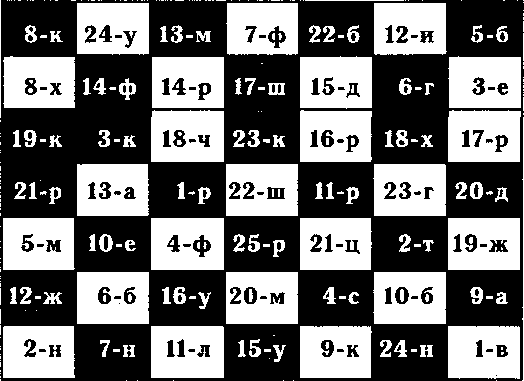 8-к 24-у 13-м 7-ф 22-б 12-и 5-б
8-х 14-ф 14-р 17-ш 15-д 6-г 3-е
19-к 3-к 18-ч 23-к 16-р 18-х 17-р
21-р 13-а 1-р 22-ш 11-р 23-г 20-д
5-м 10-е 4-ф 25-р 21-ц 2-т 19-ж
12-ж 6-б 16-у 20-м 4-с 10-б 9-а
2-н 7-н 11-л 15-у 9-к 24-н 1-в